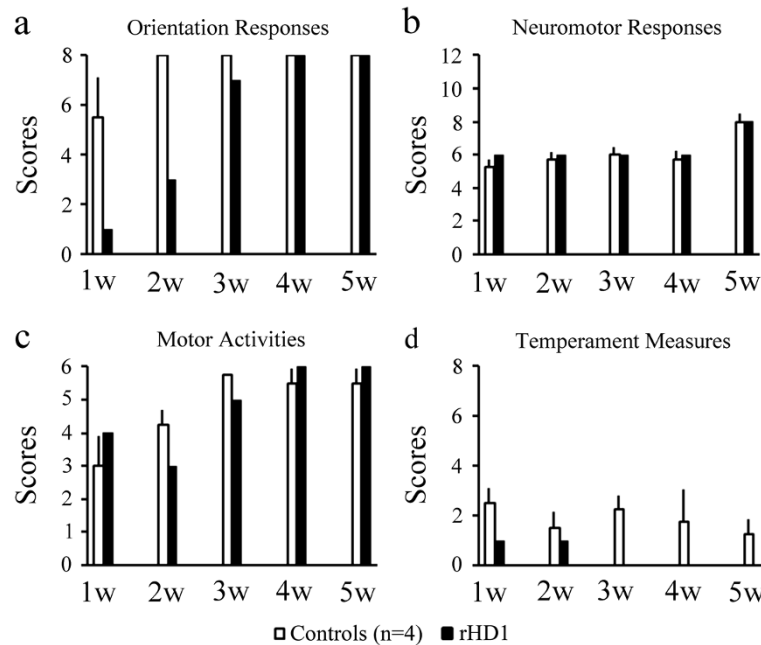 a
Orientation Responses
Scores
8
6
4
2
0
1w 2w 3w 4w 5w
b
Neuromotor Responses
Scores
12
10
8
6
4
2
0
1w 2w 3w 4w 5w
c
Motor Activities
Scores
6
5
4
3
2
1
0
1w 2w 3w 4w 5w
d
Temperament Measures
Scores
8
6
4
2
0
1w 2w 3w 4w 5w
Controls (n=4) rHD1